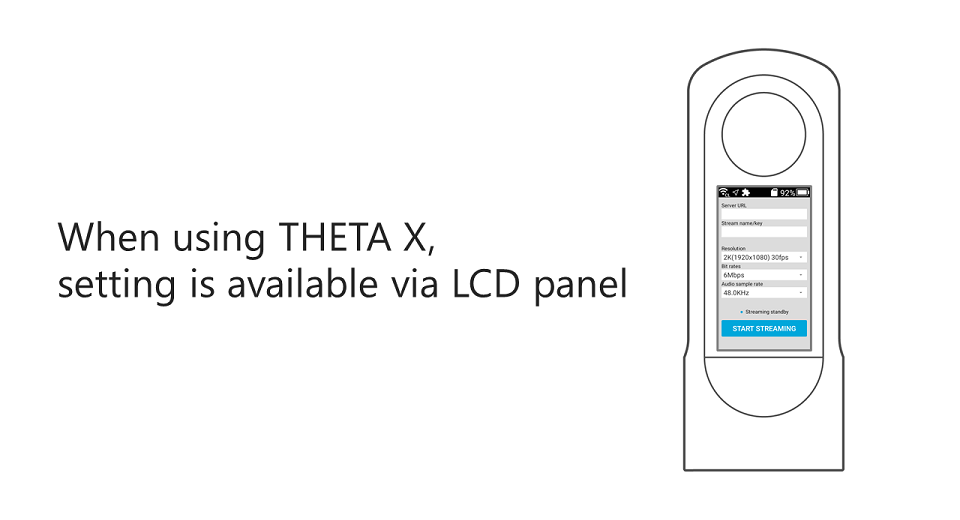 When using THETA X,
setting is available via LCD panel
92%
Server URL
Stream name/key
Resolution
2K(1920x1080) 30fps
Bit rates
6Mbps
Audio sample rate
48.0KHz
Streaming standby
START STREAMING